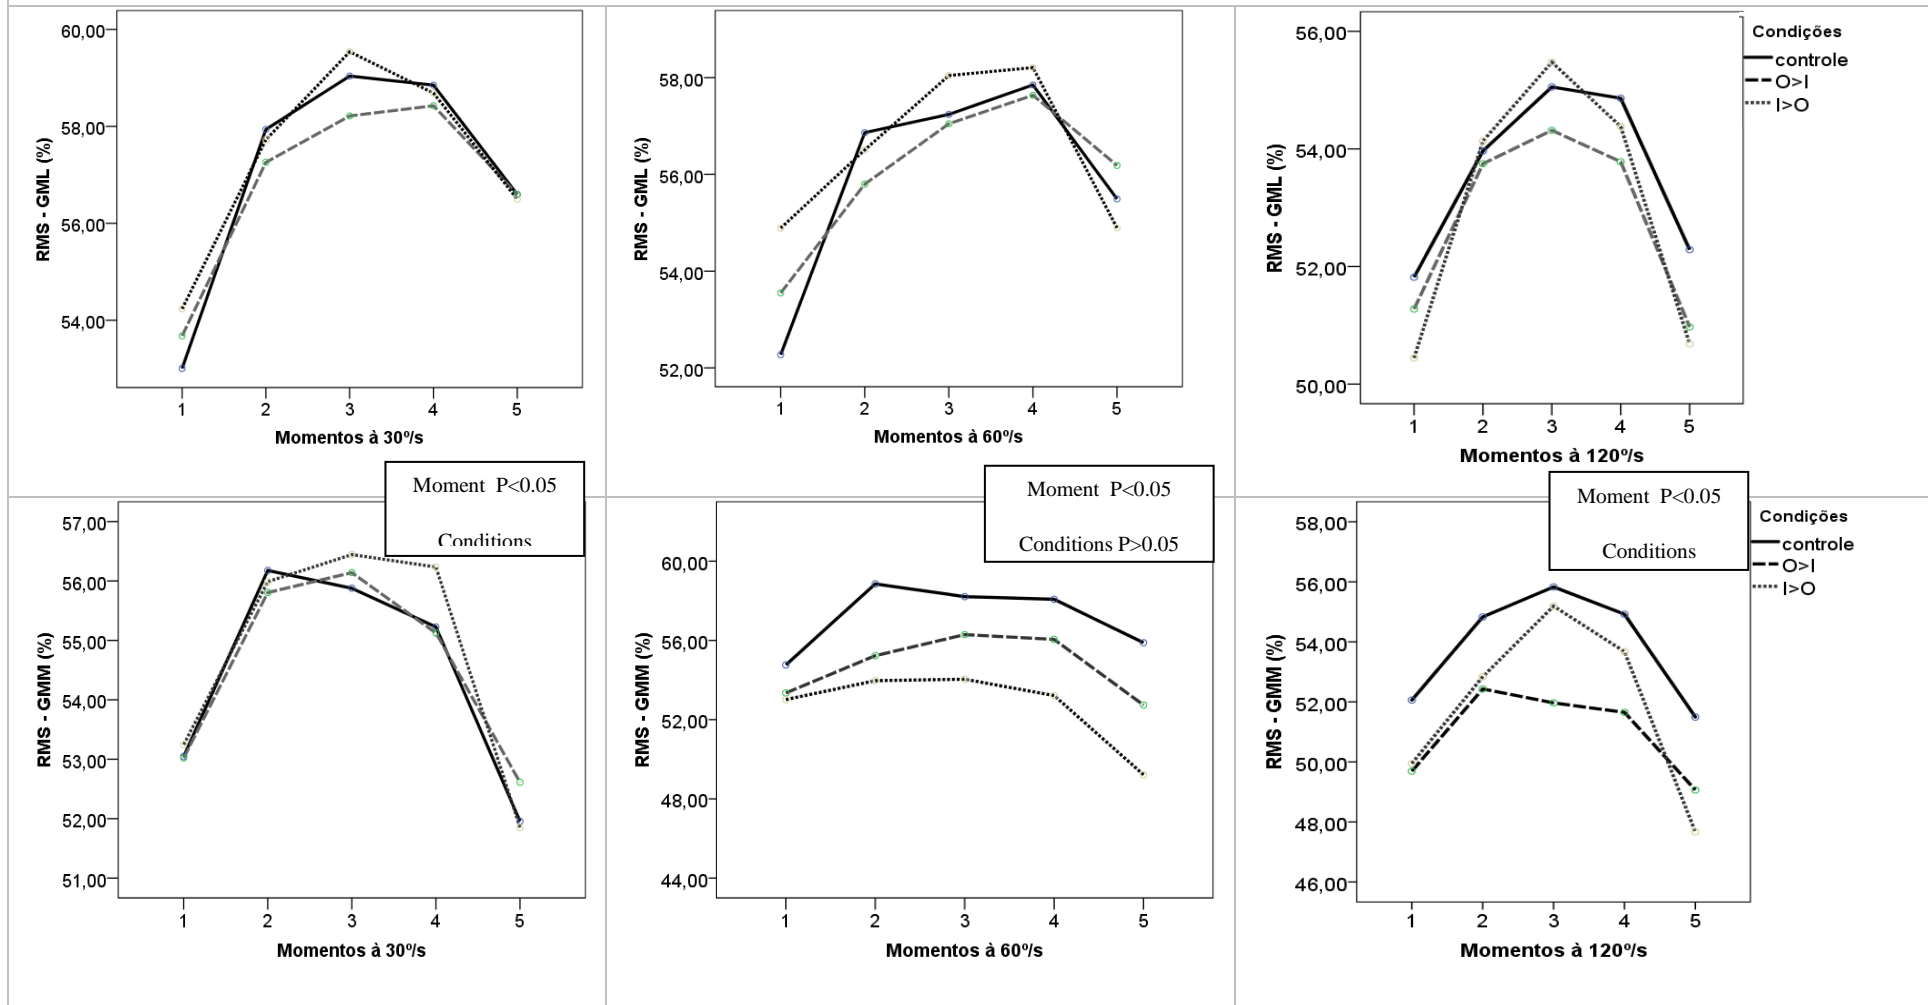 60,00
58,00
56,00
54,00
RMS - GML (%)
1 2 3 4 5
Momentos à 30º/s
58,00
56,00
54,00
52,00
RMS - GML (%)
1 2 3 4 5
Momentos à 60º/s
56,00
54,00
52,00
50,00
RMS - GML (%)
1 2 3 4 5
Momentos à 120º/s
Condições
controle
O>I
I>O
Moment P<0.05
Conditions
57,00
56,00
55,00
54,00
53,00
52,00
51,00
RMS - GMM (%)
1 2 3 4 5
Momentos à 30º/s
Moment P<0.05
Conditions P>0.05
60,00
56,00
52,00
48,00
44,00
RMS - GMM (%)
1 2 3 4 5
Momentos à 60º/s
Moment P<0.05
Conditions
58,00
56,00
54,00
52,00
50,00
48,00
46,00
RMS - GMM (%)
1 2 3 4 5
Momentos à 120º/s
Condições
controle
O>I
I>O